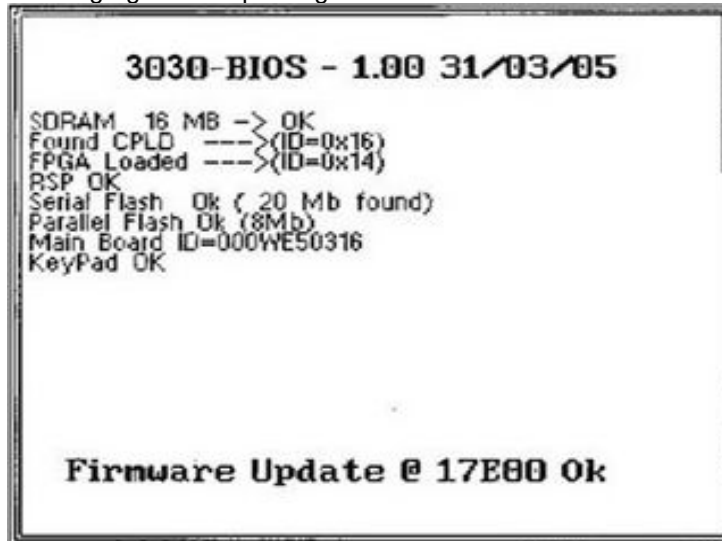 3030-BIOS - 1.00 31/03/05
SDRAM 16 MB -> OK
Found CPLD --->(ID=0x16)
FPGA Loaded --->(ID=0x14)
RSP OK
Serial Flash Ok ( 20 Mb found)
Parallel Flash Ok (8Mb)
Main Board ID=000WE50316
KeyPad OK
Firmware Update @ 17E80 Ok